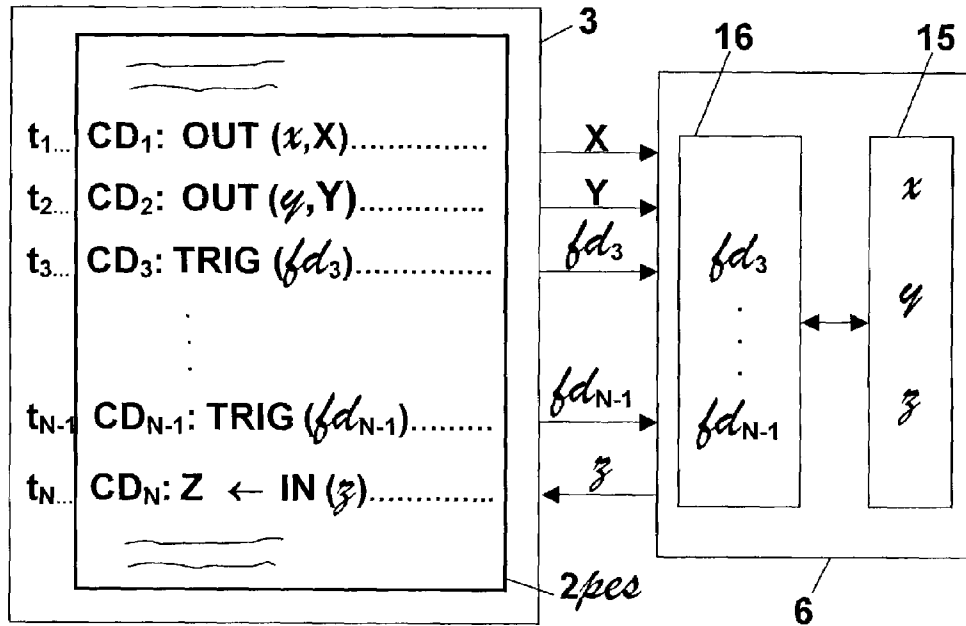 3
16 15
t1... CD1: OUT (x,X)................ X
t2... CD2: OUT (y,Y).............. Y
t3... CD3: TRIG (fd3).............. fd3
x
fd3
y
tN-1 CDN-1: TRIG (fdN-1)......... fdN-1
fdN-1
z
tN... CDN: Z ← IN (z)............. z
2pes
6